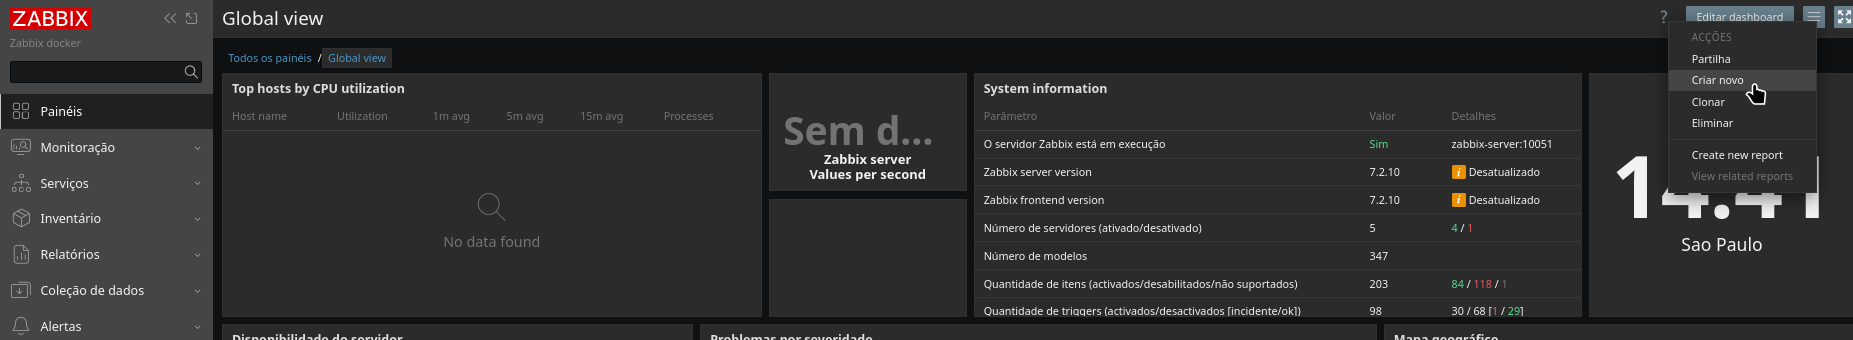 ZABBIX
Zabbix docker
Painéis
Monitoração
Serviços
Inventário
Relatórios
Coleção de dados
Alertas
Global view
? Editar dashboard
Todos os painéis / Global view
ACÇÕES
Partilha
Criar novo
Clonar
Eliminar
Create new report
View related reports
Top hosts by CPU utilization
Host name Utilization 1m avg 5m avg 15m avg Processes
No data found
Sem d...
Zabbix server
Values per second
System information
Parâmetro Valor Detalhes
O servidor Zabbix está em execução Sim zabbix-server:10051
Zabbix server version 7.2.10 i Desatualizado
Zabbix frontend version 7.2.10 i Desatualizado
Número de servidores (ativado/desativado) 5 4 / 1
Número de modelos 347
Quantidade de itens (activados/desabilitados/não suportados) 203 84 / 118 / 1
Quantidade de triggers (activados/desactivados [incidente/ok]) 98 30 / 68 [1 / 29]
Sao Paulo
Disponibilidade do servidor
Problemas por severidade
Mapa geográfico